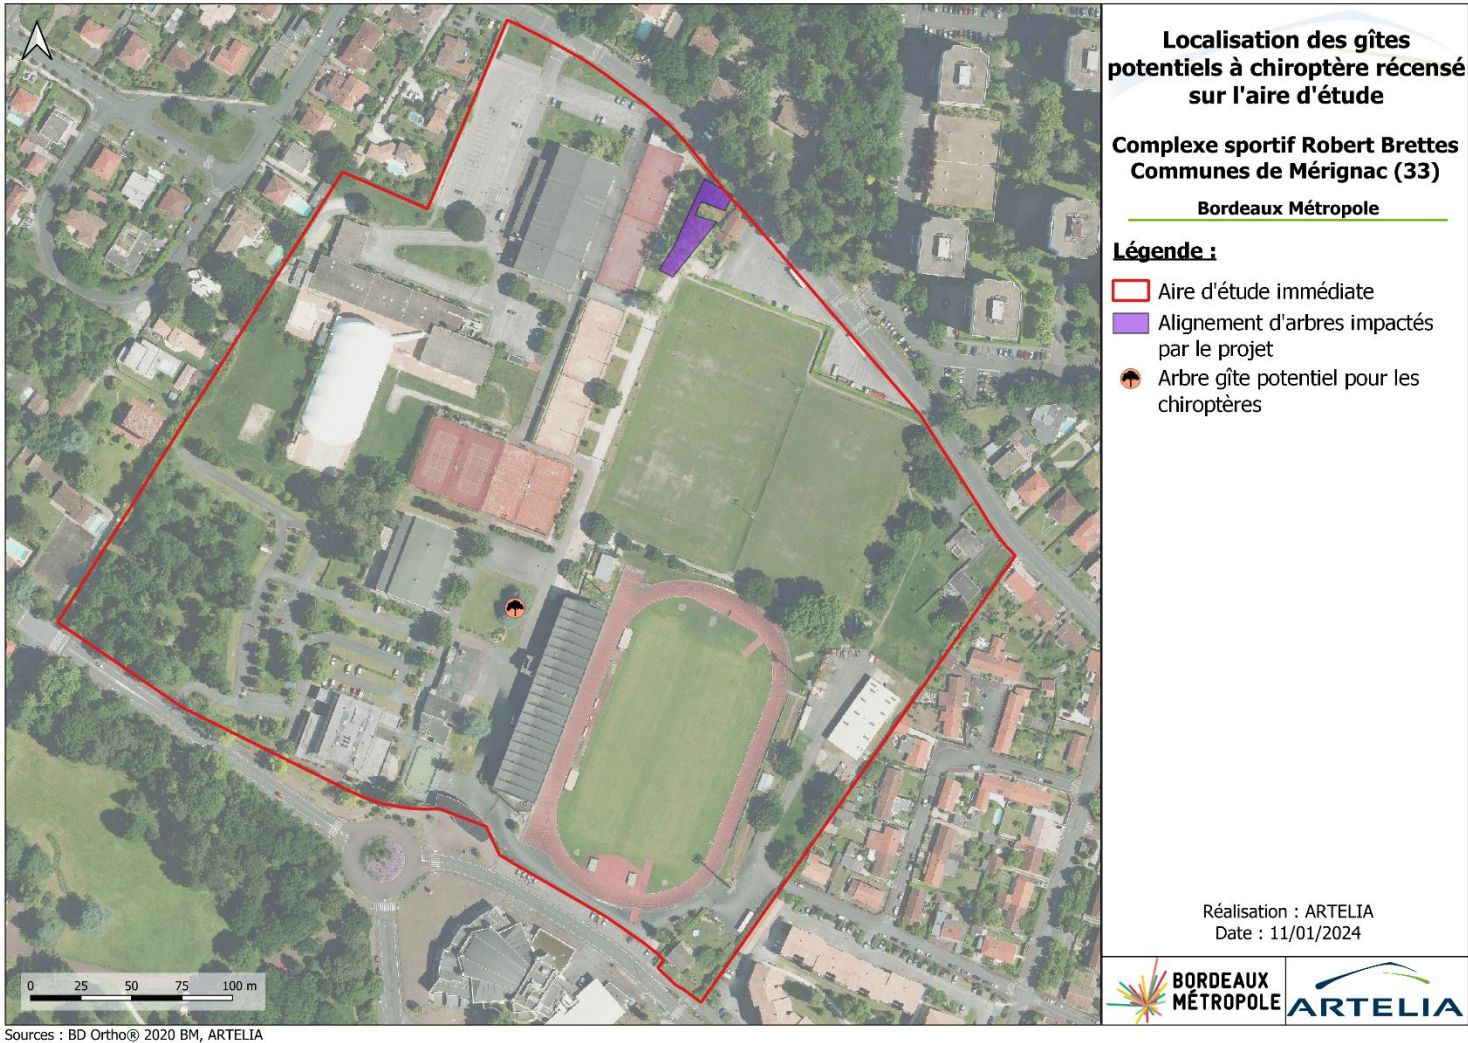 Localisation des gîtes
potentiels à chiroptère récensé
sur l'aire d'étude
Complexe sportif Robert Brettes
Communes de Mérignac (33)
Bordeaux Métropole
Légende :
Aire d'étude immédiate
Alignement d'arbres impactés
par le projet
Arbre gîte potentiel pour les
chiroptères
Réalisation : ARTELIA
Date : 11/01/2024
BORDEAUX
MÉTROPOLE
ARTELIA
0 25 50 75 100 m
Sources : BD Ortho® 2020 BM, ARTELIA